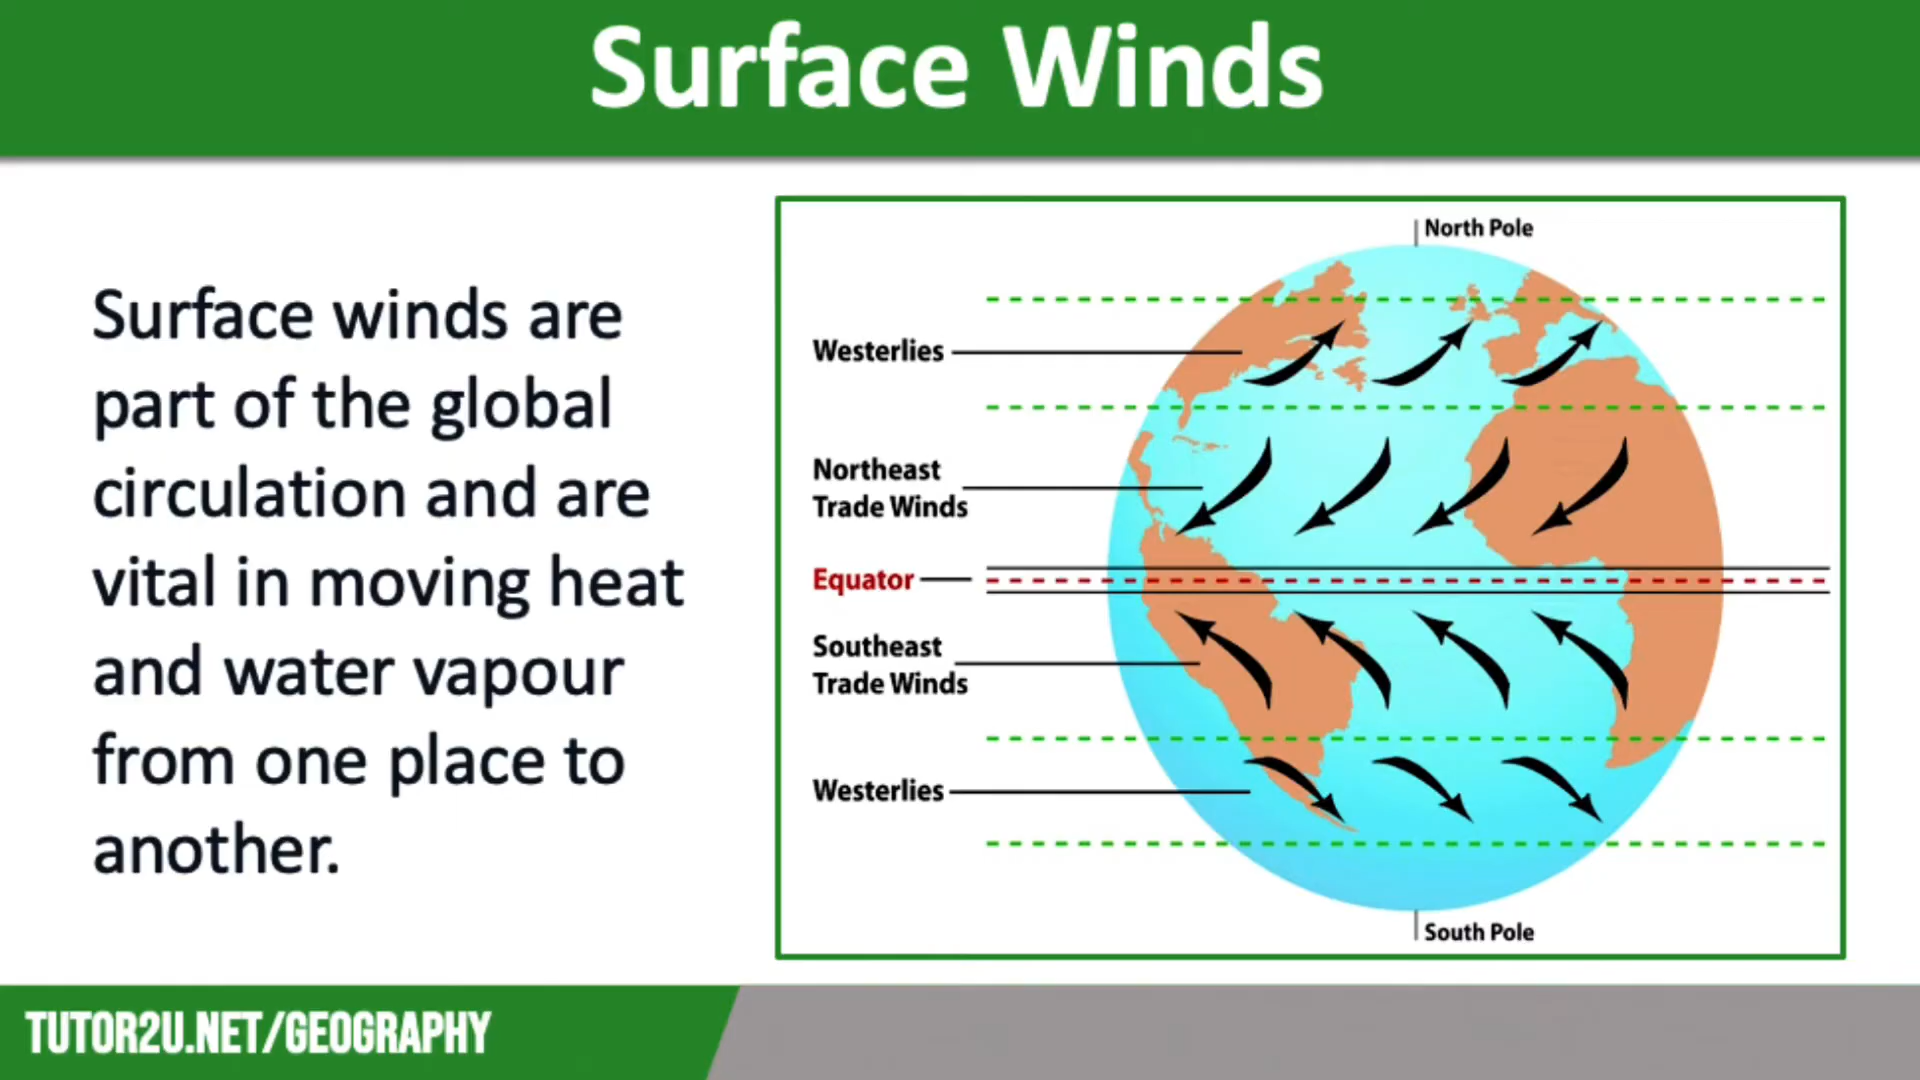 Surface Winds
Surface winds are
part of the global
circulation and are
vital in moving heat
and water vapour
from one place to
another.
North Pole
Westerlies
Northeast
Trade Winds
Equator
Southeast
Trade Winds
Westerlies
South Pole
TUTOR2U.NET/GEOGRAPHY